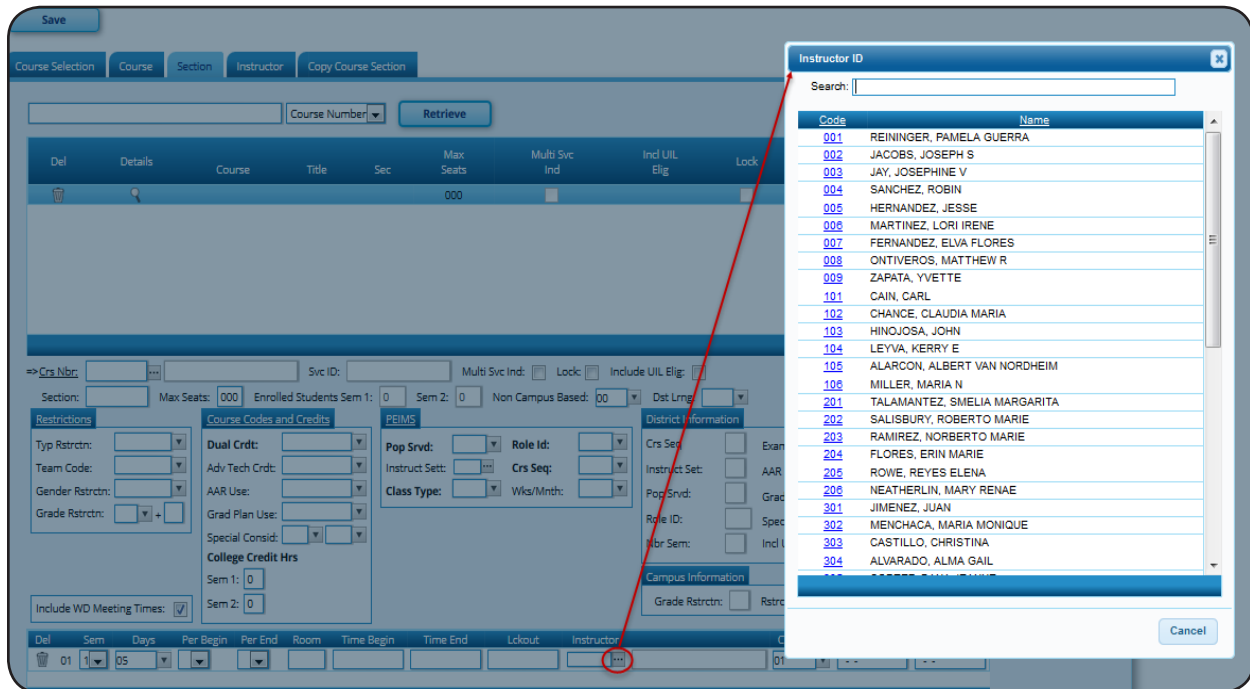 Save
Course Selection Course Section Instructor Copy Course Section
Course Number Retrieve
Del Details Course Title Sec Max Seats Multi Svc Ind Incl UIL Elig Lock
000
=>Crs Nbr: Svc ID: Multi Svc Ind: Lock: Include UIL Elig:
Section: Max Seats: 000 Enrolled Students Sem 1: 0 Sem 2: 0 Non Campus Based: 00 Dst Lrng:
Restrictions
Typ Rstrctn:
Team Code:
Gender Rstrctn:
Grade Rstrctn: +
Include WD Meeting Times:
Course Codes and Credits
Dual Crdt:
Adv Tech Crdt:
AAR Use:
Grad Plan Use:
Special Consid:
College Credit Hrs
Sem 1: 0
Sem 2: 0
PEIMS
Pop Srvd: Role Id:
Instruct Sett: Crs Seq:
Class Type: Wks/Mnth:
District Information
Crs Seq
Instruct Set: AAR
Pop Srvd:
Role ID:
Nbr Sem:
Campus Information
Grade Rstrctn:
Del Sem Days Per Begin Per End Room Time Begin Time End Lckout Instructor
01 1 05 01 - - - -
Instructor ID
Search:
Code Name
001 REININGER, PAMELA GUERRA
002 JACOBS, JOSEPH S
003 JAY, JOSEPHINE V
004 SANCHEZ, ROBIN
005 HERNANDEZ, JESSE
006 MARTINEZ, LORI IRENE
007 FERNANDEZ, ELVA FLORES
008 ONTIVEROS, MATTHEW R
009 ZAPATA, YVETTE
101 CAIN, CARL
102 CHANCE, CLAUDIA MARIA
103 HINOJOSA, JOHN
104 LEYVA, KERRY E
105 ALARCON, ALBERT VAN NORDHEIM
106 MILLER, MARIA N
201 TALAMANTEZ, SMELIA MARGARITA
202 SALISBURY, ROBERTO MARIE
203 RAMIREZ, NORBERTO MARIE
204 FLORES, ERIN MARIE
205 ROWE, REYES ELENA
206 NEATHERLIN, MARY RENAE
301 JIMENEZ, JUAN
302 MENCHACA, MARIA MONIQUE
303 CASTILLO, CHRISTINA
304 ALVARADO, ALMA GAIL
Cancel